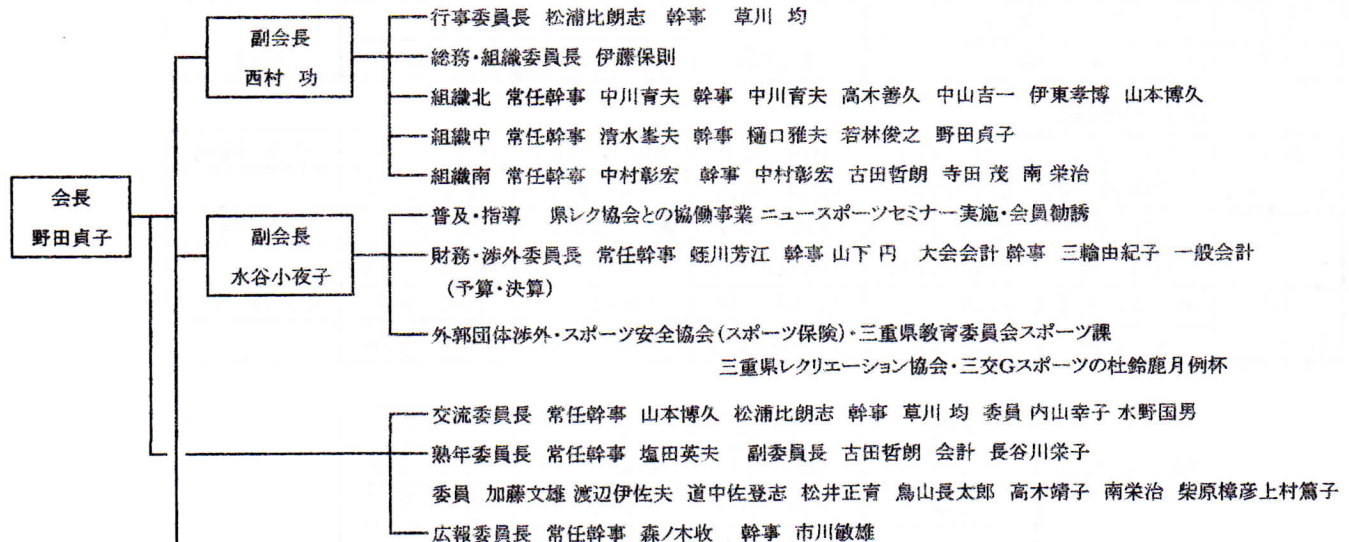 会長
野田貞子
副会長
西村 功
行事委員長 松浦比朗志 幹事 草川 均
総務・組織委員長 伊藤保則
組織北 常任幹事 中川育夫 幹事 中川育夫 高木善久 中山吉一 伊東孝博 山本博久
組織中 常任幹事 清水峯夫 幹事 樋口雅夫 若林俊之 野田貞子
組織南 常任幹事 中村彰宏 幹事 中村彰宏 古田哲朗 寺田 茂 南 栄治
副会長
水谷小夜子
普及・指導 県レク協会との協働事業 ニュースポーツセミナー実施・会員勧誘
財務・渉外委員長 常任幹事 蛭川芳江 幹事 山下 円 大会会計 幹事 三輪由紀子 一般会計
(予算・決算)
外郭団体渉外・スポーツ安全協会(スポーツ保険)・三重県教育委員会スポーツ課
三重県レクリエーション協会・三交Gスポーツの杜鈴鹿月例杯
交流委員長 常任幹事 山本博久 松浦比朗志 幹事 草川 均 委員 内山幸子 水野国男
熟年委員長 常任幹事 塩田英夫 副委員長 古田哲朗 会計 長谷川栄子
委員 加藤文雄 渡辺伊佐夫 道中佐登志 松井正育 鳥山長太郎 高木靖子 南栄治 柴原樟彦上村篤子
広報委員長 常任幹事 森ノ木收 幹事 市川敏雄